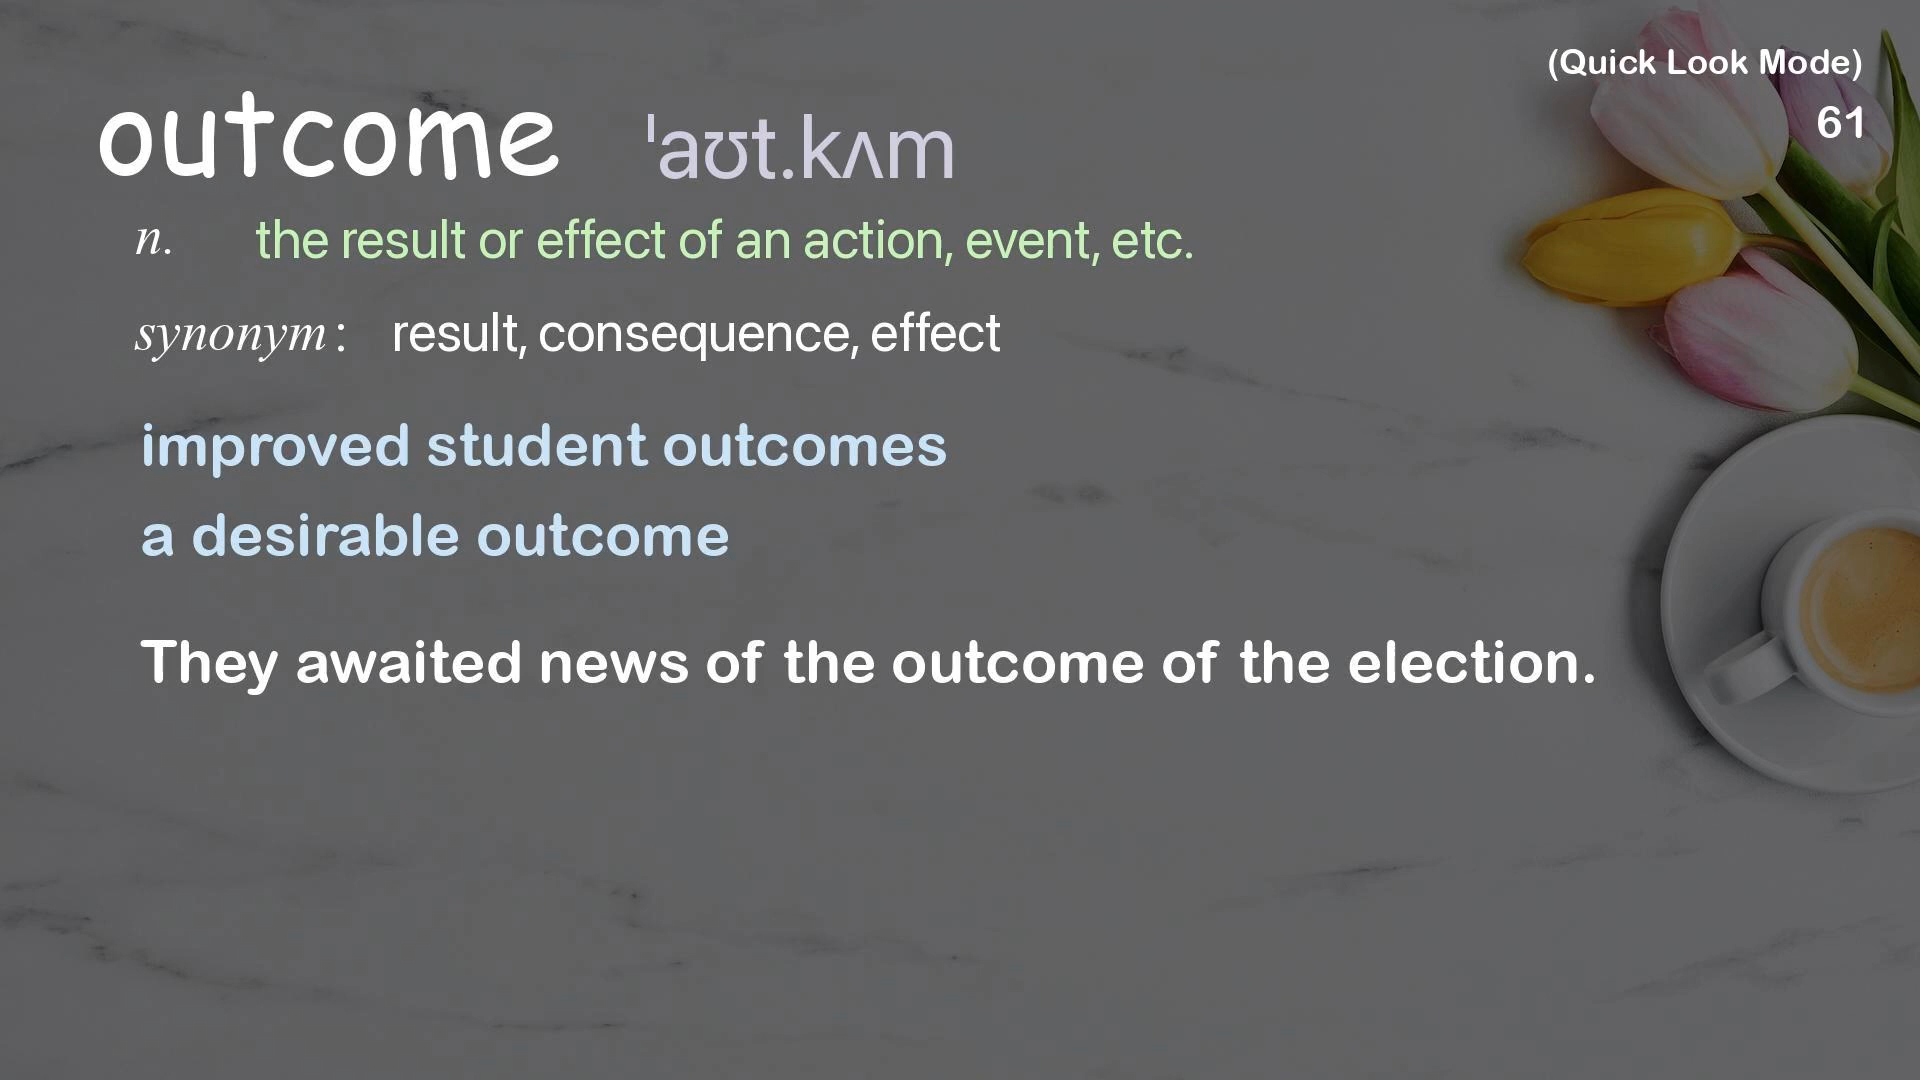 (Quick Look Mode)
61
outcome ˈaʊt.kʌm
n. the result or effect of an action, event, etc.
synonym: result, consequence, effect
improved student outcomes
a desirable outcome
They awaited news of the outcome of the election.